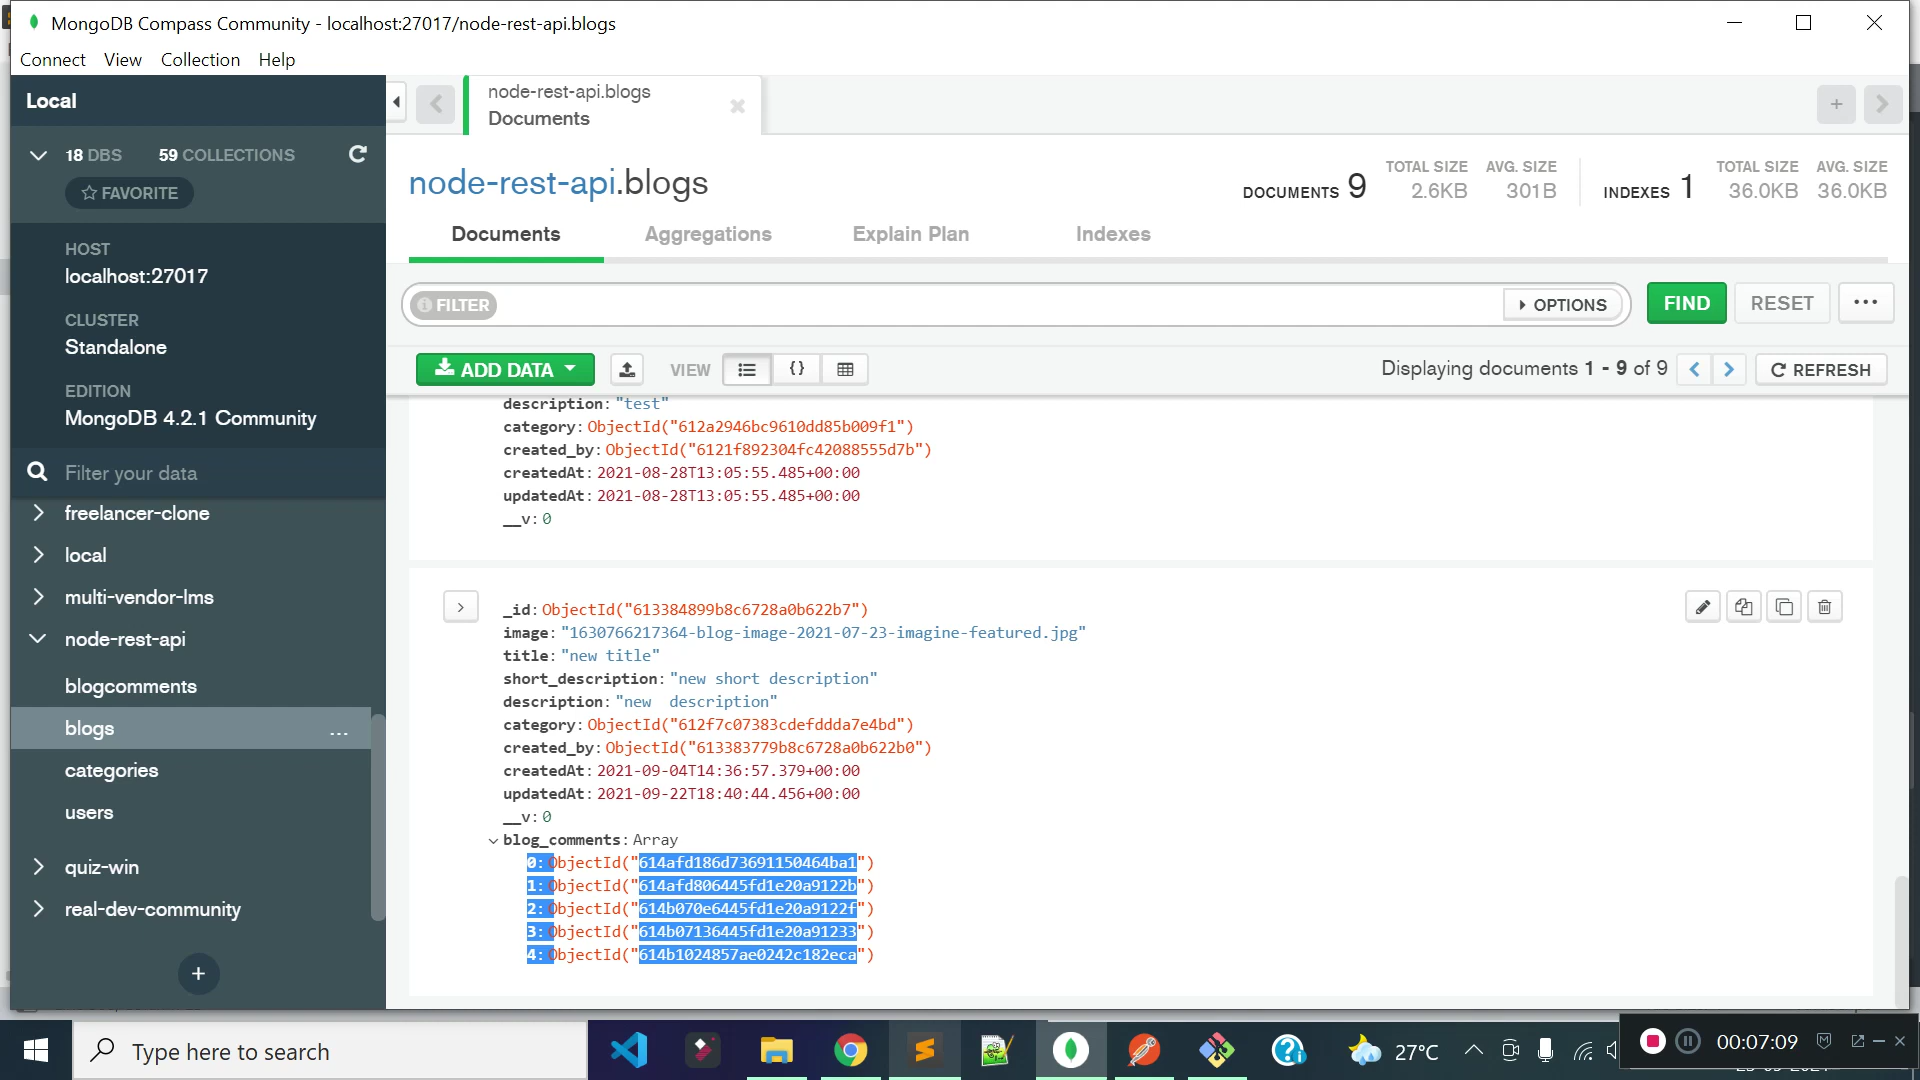 MongoDB Compass Community - localhost:27017/node-rest-api.blogs
Connect View Collection Help
Local
18 DBS 59 COLLECTIONS
FAVORITE
HOST
localhost:27017
CLUSTER
Standalone
EDITION
MongoDB 4.2.1 Community
Filter your data
freelancer-clone
local
multi-vendor-lms
node-rest-api
blogcomments
blogs ...
categories
users
quiz-win
real-dev-community
+
node-rest-api.blogs
Documents
node-rest-api.blogs
DOCUMENTS 9
TOTAL SIZE
2.6KB
AVG. SIZE
301B
INDEXES 1
TOTAL SIZE
36.0KB
AVG. SIZE
36.0KB
Documents Aggregations Explain Plan Indexes
FILTER
OPTIONS
FIND
RESET
...
ADD DATA
VIEW
{}
Displaying documents 1 - 9 of 9
REFRESH
description: "test"
category: ObjectId("612a2946bc9610dd85b009f1")
created_by: ObjectId("6121f892304fc42088555d7b")
createdAt: 2021-08-28T13:05:55.485+00:00
updatedAt: 2021-08-28T13:05:55.485+00:00
__v: 0
_id: ObjectId("613384899b8c6728a0b622b7")
image: "1630766217364-blog-image-2021-07-23-imagine-featured.jpg"
title: "new title"
short_description: "new short description"
description: "new  description"
category: ObjectId("612f7c07383cdefddda7e4bd")
created_by: ObjectId("613383779b8c6728a0b622b0")
createdAt: 2021-09-04T14:36:57.379+00:00
updatedAt: 2021-09-22T18:40:44.456+00:00
__v: 0
blog_comments: Array
0: ObjectId("614afd186d73691150464ba1")
1: ObjectId("614afd806445fd1e20a9122b")
2: ObjectId("614b070e6445fd1e20a9122f")
3: ObjectId("614b07136445fd1e20a91233")
4: ObjectId("614b1024857ae0242c182eca")
Type here to search
27°C
00:07:09